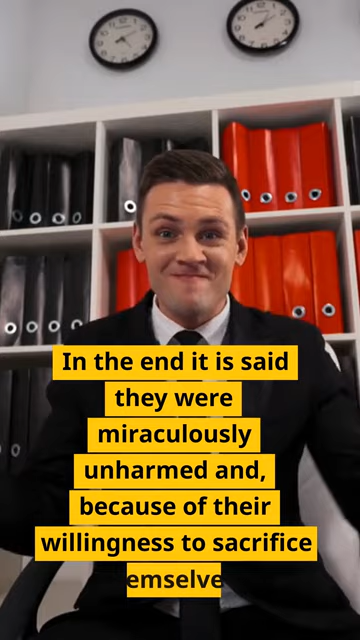 In the end it is said
they were
miraculously
unharmed and,
because of their
willingness to sacrifice
emselve